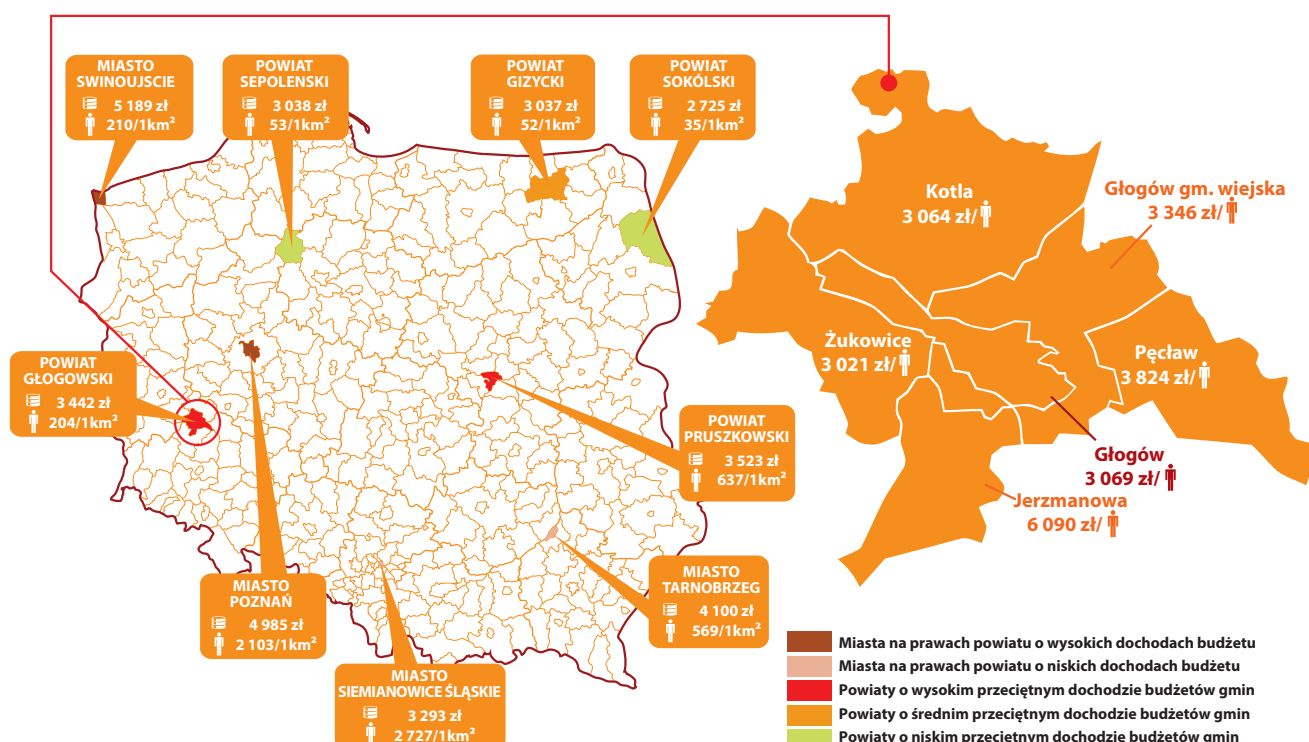 MIASTO
SWINOUJSCIE
5 189 zł
210/1km²
POWIAT
SEPOLENSKI
3 038 zł
53/1km²
POWIAT
GIZYCKI
3 037 zł
52/1km²
POWIAT
SOKÓLSKI
2 725 zł
35/1km²
POWIAT
GŁOGOWSKI
3 442 zł
204/1km²
POWIAT
PRUSZKOWSKI
3 523 zł
637/1km²
MIASTO
POZNAŃ
4 985 zł
2 103/1km²
MIASTO
TARNOBRZEG
4 100 zł
569/1km²
MIASTO
SIEMIANOWICE ŚLĄSKIE
3 293 zł
2 727/1km²
Kotla
3 064 zł/
Głogów gm. wiejska
3 346 zł/
Żukowice
3 021 zł/
Pęcław
3 824 zł/
Głogów
3 069 zł/
Jerzmanowa
6 090 zł/
Miasta na prawach powiatu o wysokich dochodach budżetu
Miasta na prawach powiatu o niskich dochodach budżetu
Powiaty o wysokim przeciętnym dochodzie budżetów gmin
Powiaty o średnim przeciętnym dochodzie budżetów gmin
Powiaty o niskim przeciętnym dochodzie budżetów gmin